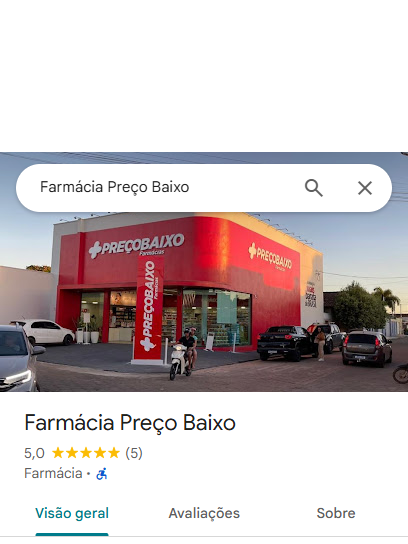 Farmácia Preço Baixo
PREÇOBAIXO
Farmácias
PREÇOBAIXO
PREÇOBAIXO
Farmácias
Farmácia Preço Baixo
5,0 (5)
Farmácia ·
Visão geral
Avaliações
Sobre